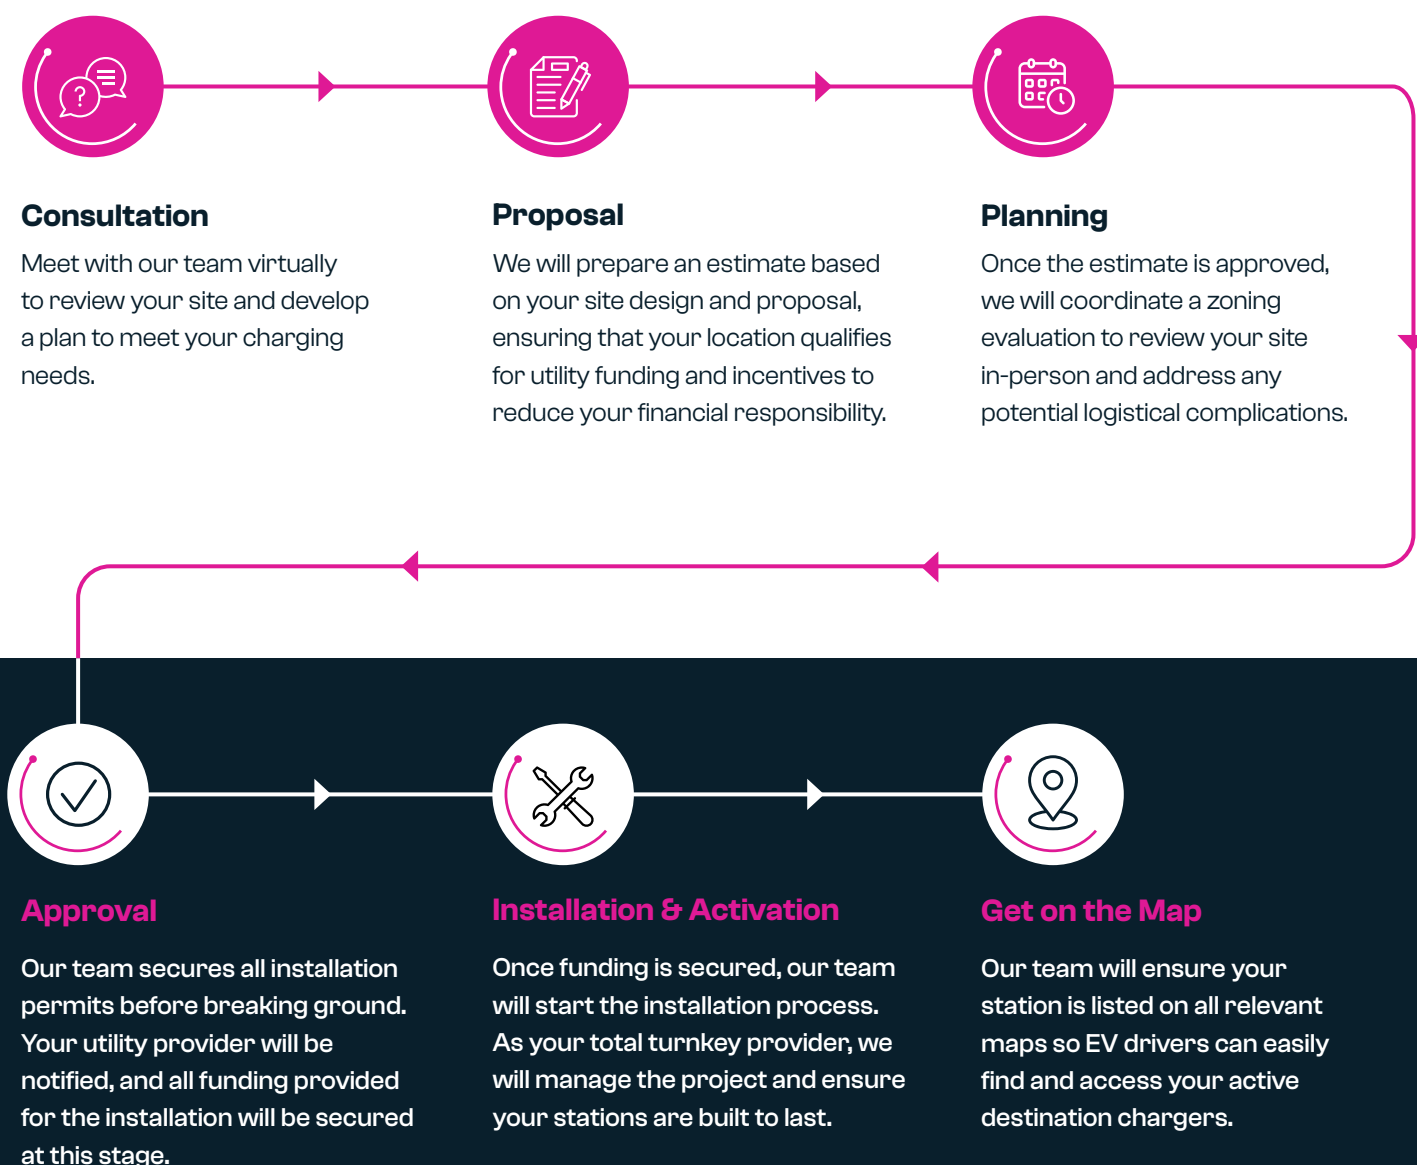 Consultation
Meet with our team virtually
to review your site and develop
a plan to meet your charging
needs.
Proposal
We will prepare an estimate based
on your site design and proposal,
ensuring that your location qualifies
for utility funding and incentives to
reduce your financial responsibility.
Planning
Once the estimate is approved,
we will coordinate a zoning
evaluation to review your site
in-person and address any
potential logistical complications.
Approval
Our team secures all installation
permits before breaking ground.
Your utility provider will be
notified, and all funding provided
for the installation will be secured
at this stage.
Installation & Activation
Once funding is secured, our team
will start the installation process.
As your total turnkey provider, we
will manage the project and ensure
your stations are built to last.
Get on the Map
Our team will ensure your
station is listed on all relevant
maps so EV drivers can easily
find and access your active
destination chargers.